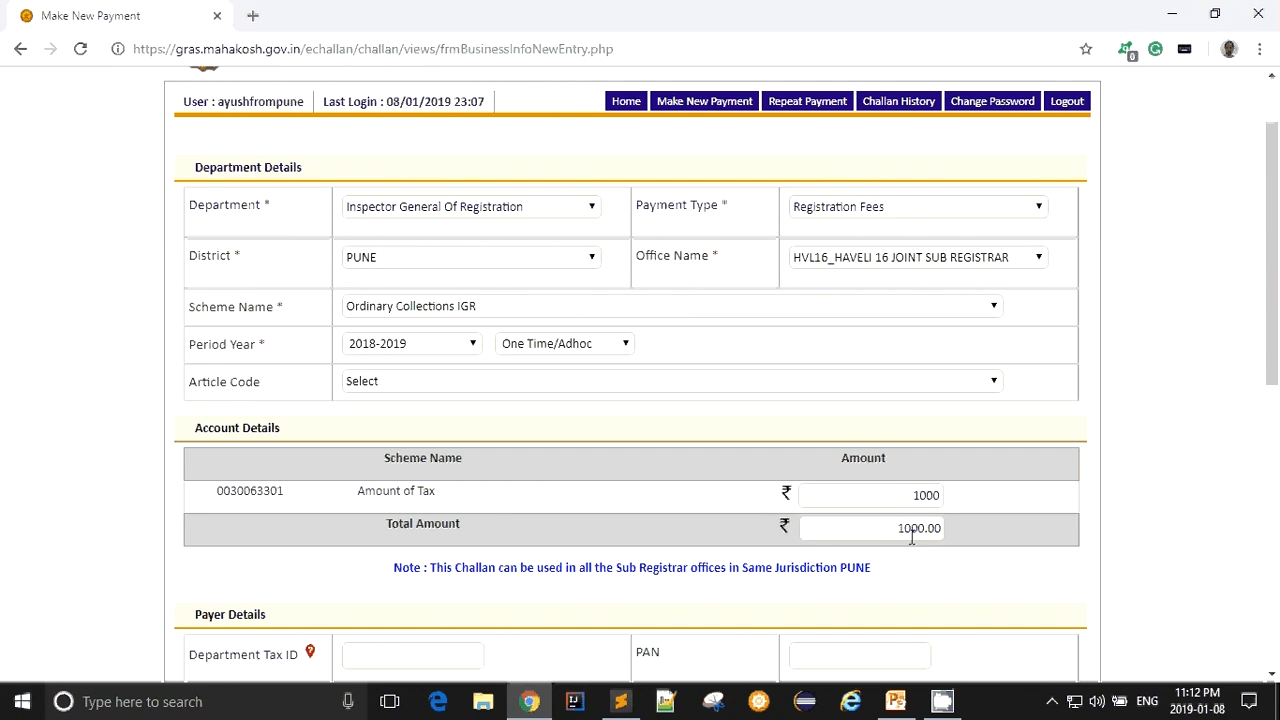 Make New Payment
https://gras.mahakosh.gov.in/echallan/challan/views/frmBusinessInfoNewEntry.php
0
User : ayushfrompune Last Login : 08/01/2019 23:07 Home Make New Payment Repeat Payment Challan History Change Password Logout
Department Details
Department * Inspector General Of Registration Payment Type * Registration Fees
District * PUNE Office Name * HVL16_HAVELI 16 JOINT SUB REGISTRAR
Scheme Name * Ordinary Collections IGR
Period Year * 2018-2019 One Time/Adhoc
Article Code Select
Account Details
Scheme Name Amount
0030063301 Amount of Tax ₹ 1000
Total Amount ₹ 1000.00
Note : This Challan can be used in all the Sub Registrar offices in Same Jurisdiction PUNE
Payer Details
Department Tax ID ? PAN
Type here to search ENG 11:12 PM
2019-01-08